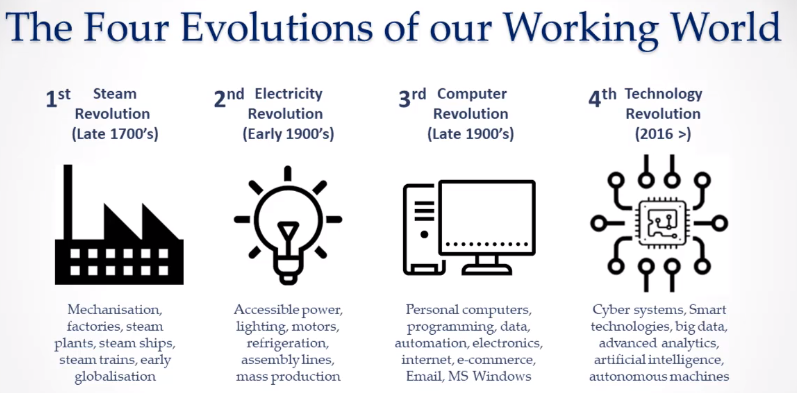 The Four Evolutions of our Working World
1st Steam
Revolution
(Late 1700's)
Mechanisation,
factories, steam
plants, steam ships,
steam trains, early
globalisation
2nd Electricity
Revolution
(Early 1900's)
Accessible power,
lighting, motors,
refrigeration,
assembly lines,
mass production
3rd Computer
Revolution
(Late 1900's)
Personal computers,
programming, data,
automation, electronics,
internet, e-commerce,
Email, MS Windows
4th Technology
Revolution
(2016 >)
Cyber systems, Smart
technologies, big data,
advanced analytics,
artificial intelligence,
autonomous machines